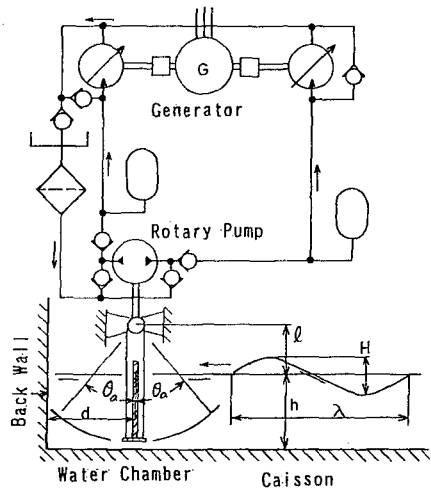 G
Generator
Rotary Pump
Back Wall
θa
θa
d
ℓ
H
h
λ
Water Chamber
Caisson